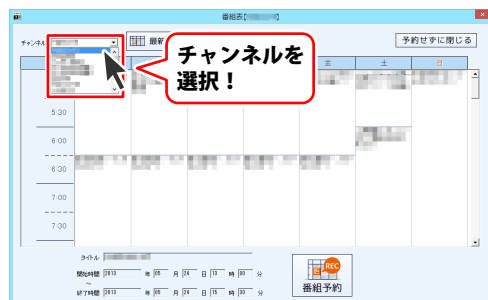 番組表[
予約せずに閉じる
チャンネル
最新
チャンネルを
選択！
金
土
日
5:30
6:00
6:30
7:00
7:30
タイトル
開始時間 2013 年 05 月 24 日 13 時 00 分
～
終了時間 2013 年 05 月 24 日 15 時 00 分
REC
番組予約